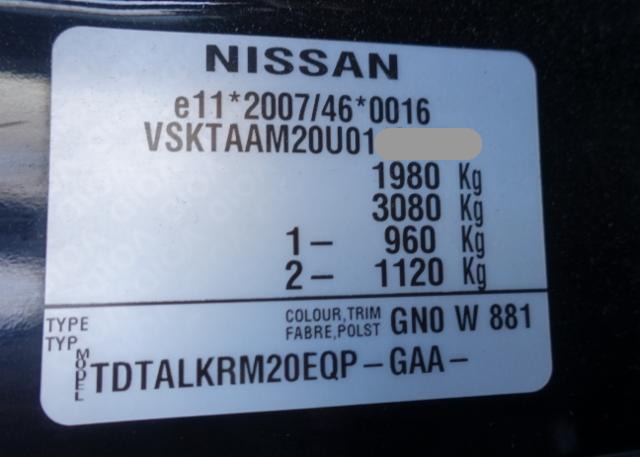 NISSAN
e11*2007/46*0016
VSKTAAM20U01
1980 Kg
3080 Kg
1– 960 Kg
2– 1120 Kg
TYPE
TYP
COLOUR,TRIM
FABRE,POLST
GN0 W 881
MODEL
TDTALKRM20EQP–GAA–